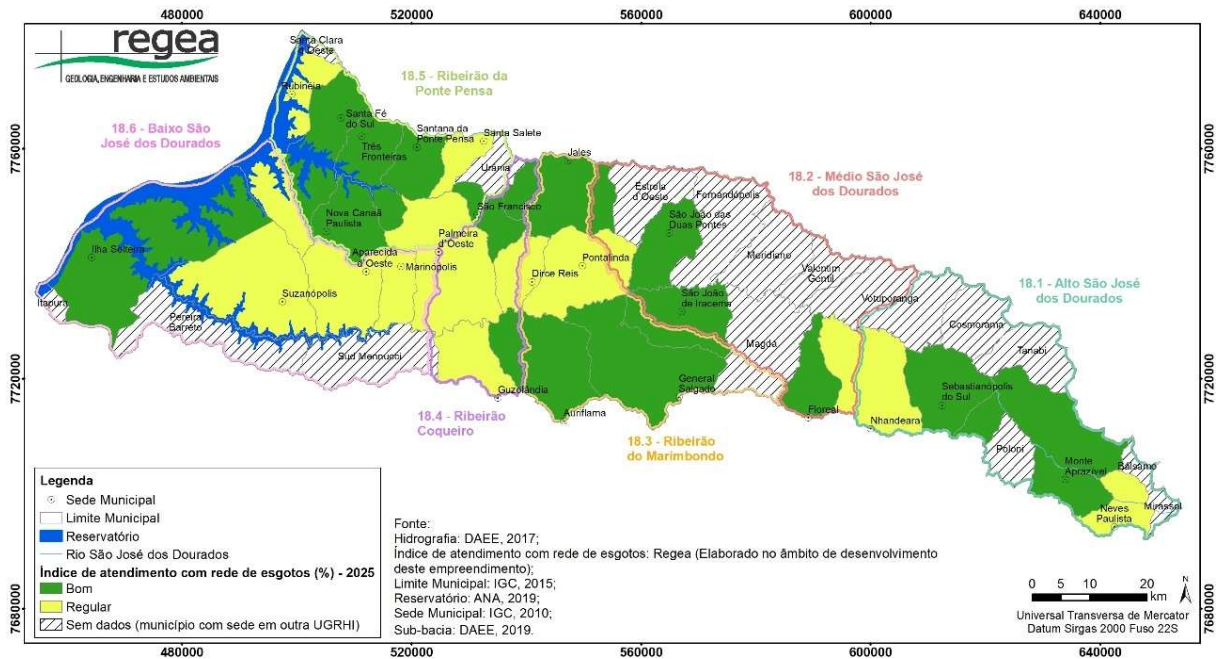 480000 520000 560000 600000 640000
regea
GEOLOGIA, ENGENHARIA E ESTUDOS AMBIENTAIS
Santa Clara
d'Oeste
Rubinéia
18.5 - Ribeirão da
Ponte Pensa
Santa Fé
do Sul
Santana da
Ponte Pensa
Santa Salete
18.6 - Baixo São
José dos Dourados
Três
Fronteiras
7760000
7760000
Jales
Urânia
18.2 - Médio São José
dos Dourados
Estrela
d'Oeste
Fernandópolis
São Francisco
São João das
Duas Pontes
Nova Canaã
Paulista
Palmeira
d'Oeste
Meridiano
Ilha Solteira
Aparecida
d'Oeste
Marinópolis
Pontalinda
Dirce Reis
Valentim
Gentil
Votuporanga
18.1 - Alto São José
dos Dourados
Itapura
Suzanápolis
São João
de Iracema
Pereira
Barreto
Cosmorama
Magda
Tanabi
Sud Mennucci
7720000
7720000
General
Salgado
Sebastianópolis
do Sul
Guzolândia
Auriflama
Floreal
Nhandeara
18.4 - Ribeirão
Coqueiro
18.3 - Ribeirão
do Marimbondo
Poloni
Monte
Aprazível
Bálsamo
Mirassol
Neves
Paulista
Legenda
Sede Municipal
Limite Municipal
Reservatório
Rio São José dos Dourados
Índice de atendimento com rede de esgotos (%) - 2025
Bom
Regular
Sem dados (município com sede em outra UGRHI)
Fonte:
Hidrografia: DAEE, 2017;
Índice de atendimento com rede de esgotos: Regea (Elaborado no âmbito de desenvolvimento
deste empreendimento);
Limite Municipal: IGC, 2015;
Reservatório: ANA, 2019;
Sede Municipal: IGC, 2010;
Sub-bacia: DAEE, 2019.
N
0 5 10 20
km
Universal Transversa de Mercator
Datum Sirgas 2000 Fuso 22S
7680000
7680000
480000 520000 560000 600000 640000